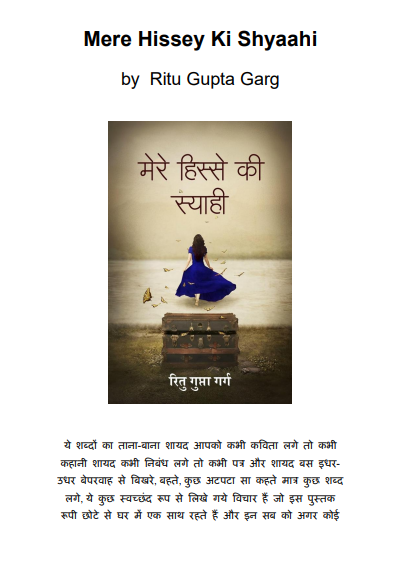 Mere Hissey Ki Shyaahi
by Ritu Gupta Garg
मेरे हिस्से की
स्याही
रितु गुप्ता गर्ग
ये शब्दों का ताना-बाना शायद आपको कभी कविता लगे तो कभी
कहानी शायद कभी निबंध लगे तो कभी पत्र और शायद बस इधर-
उधर बेपरवाह से बिखरे, बहते, कुछ अटपटा सा कहते मात्र कुछ शब्द
लगे, ये कुछ स्वच्छंद रूप से लिखे गये विचार हैं जो इस पुस्तक
रूपी छोटे से घर में एक साथ रहते हैं और इन सब को अगर कोई